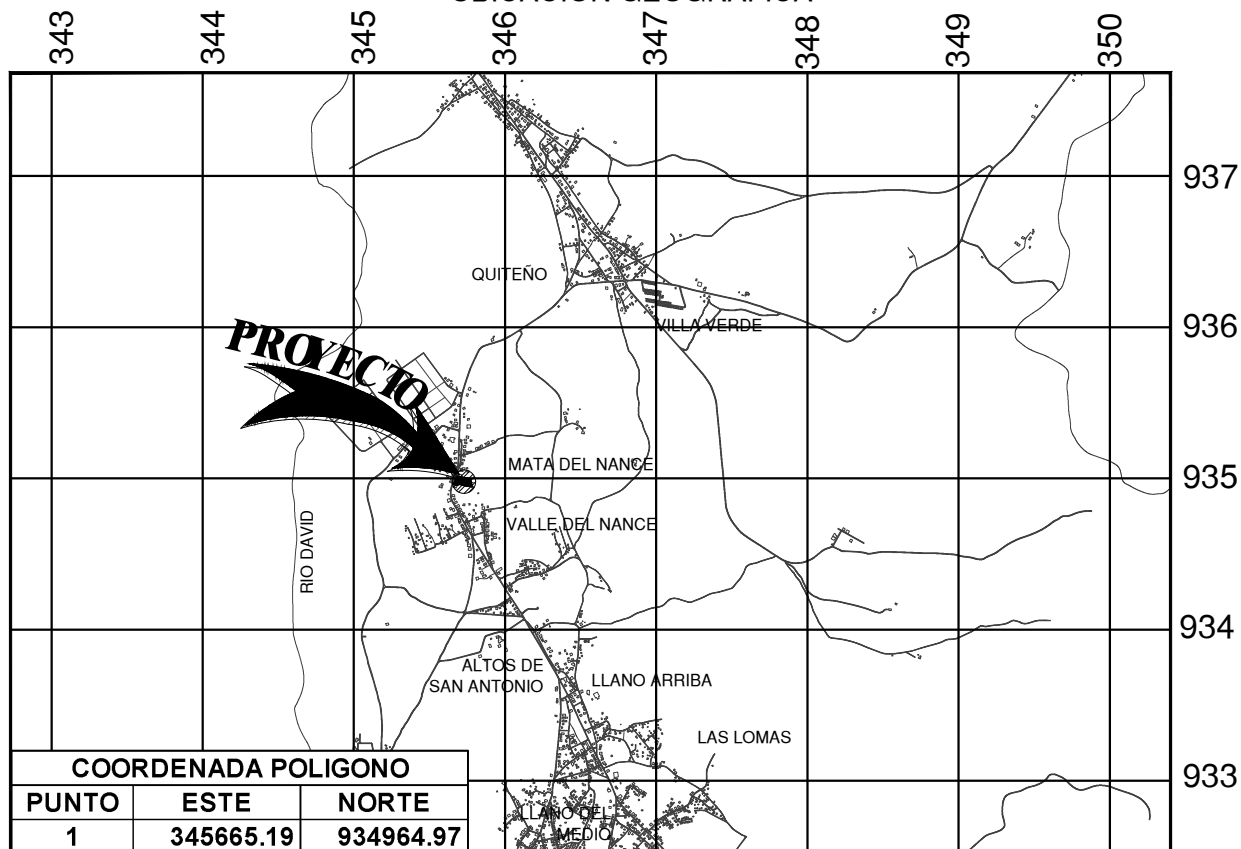 UBICACIÓN GEOGRÁFICA
343 344 345 346 347 348 349 350
937
QUITEÑO
936
VILLA VERDE
PROYECTO
MATA DEL NANCE
935
VALLE DEL NANCE
RIO DAVID
934
ALTOS DE
SAN ANTONIO
LLANO ARRIBA
LAS LOMAS
933
COORDENADA POLIGONO
PUNTO ESTE NORTE
1 345665.19 934964.97
LLANO DEL
MEDIO